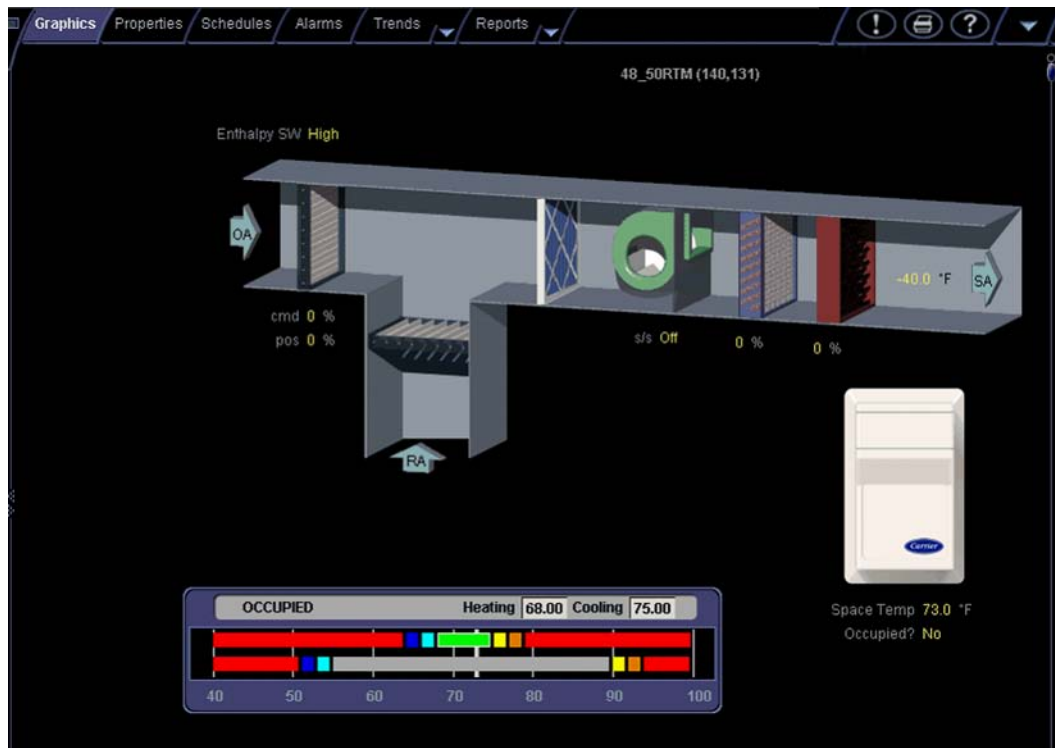 Graphics Properties Schedules Alarms Trends Reports ! ?
48_50RTM (140,131)
Enthalpy SW High
OA
-40.0 °F SA
cmd 0 %
pos 0 %
s/s Off 0 % 0 %
RA
Carrier
OCCUPIED Heating 68.00 Cooling 75.00
Space Temp 73.0 °F
Occupied? No
40 50 60 70 80 90 100